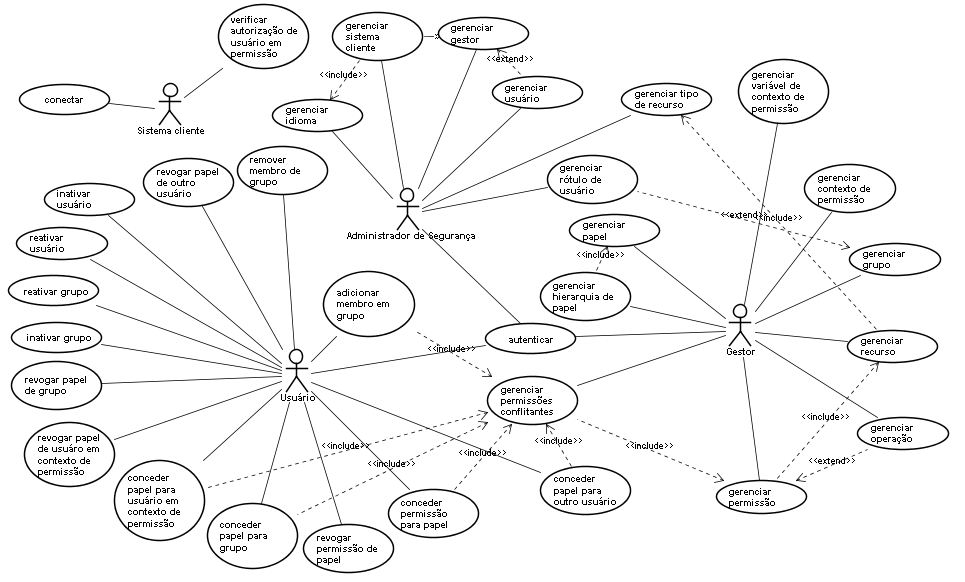 verificar
autorização de
usuário em
permissão
conectar
Sistema cliente
gerenciar
sistema
cliente
gerenciar
gestor
<<include>>
<<extend>>
gerenciar
idioma
gerenciar
usuário
gerenciar tipo
de recurso
gerenciar
variável de
contexto de
permissão
revogar papel
de outro
usuário
remover
membro de
grupo
inativar
usuário
reativar
usuário
reativar grupo
inativar grupo
revogar papel
de grupo
revogar papel
de usuáro em
contexto de
permissão
Administrador de Segurança
gerenciar
rótulo de
usuário
gerenciar
contexto de
permissão
<<extend>>
<<include>>
gerenciar
papel
<<include>>
gerenciar
hierarquia de
papel
gerenciar
grupo
adicionar
membro em
grupo
<<include>>
autenticar
Gestor
gerenciar
recurso
Usuário
gerenciar
permissões
conflitantes
<<include>>
gerenciar
operação
<<include>>
<<include>>
<<include>>
<<include>>
<<include>>
<<extend>>
conceder
papel para
usuário em
contexto de
permissão
conceder
papel para
grupo
revogar
permissão de
papel
conceder
permissão
para papel
conceder
papel para
outro usuário
gerenciar
permissão